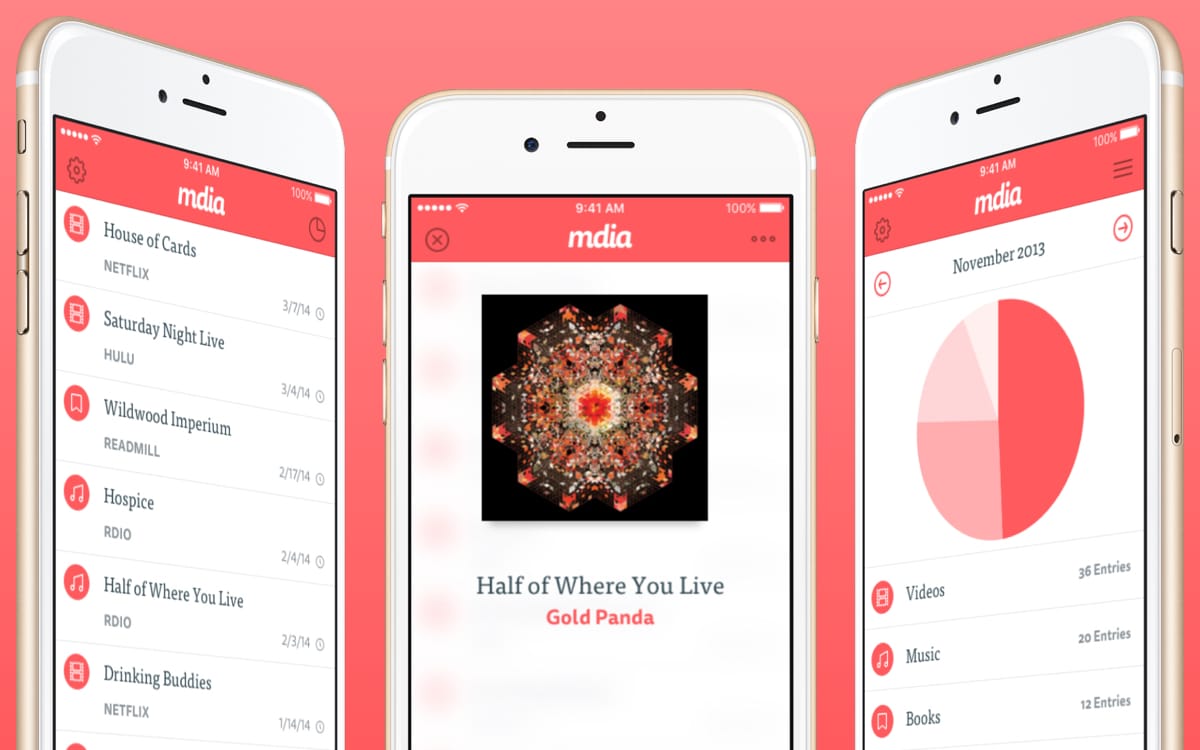 9:41 AM
100%
mdia
House of Cards
NETFLIX
3/7/14
Saturday Night Live
HULU
3/4/14
Wildwood Imperium
READMILL
2/17/14
Hospice
RDIO
2/4/14
Half of Where You Live
RDIO
2/3/14
Drinking Buddies
NETFLIX
1/14/14
9:41 AM
100%
mdia
Half of Where You Live
Gold Panda
9:41 AM
100%
mdia
November 2013
Videos
36 Entries
Music
20 Entries
Books
12 Entries